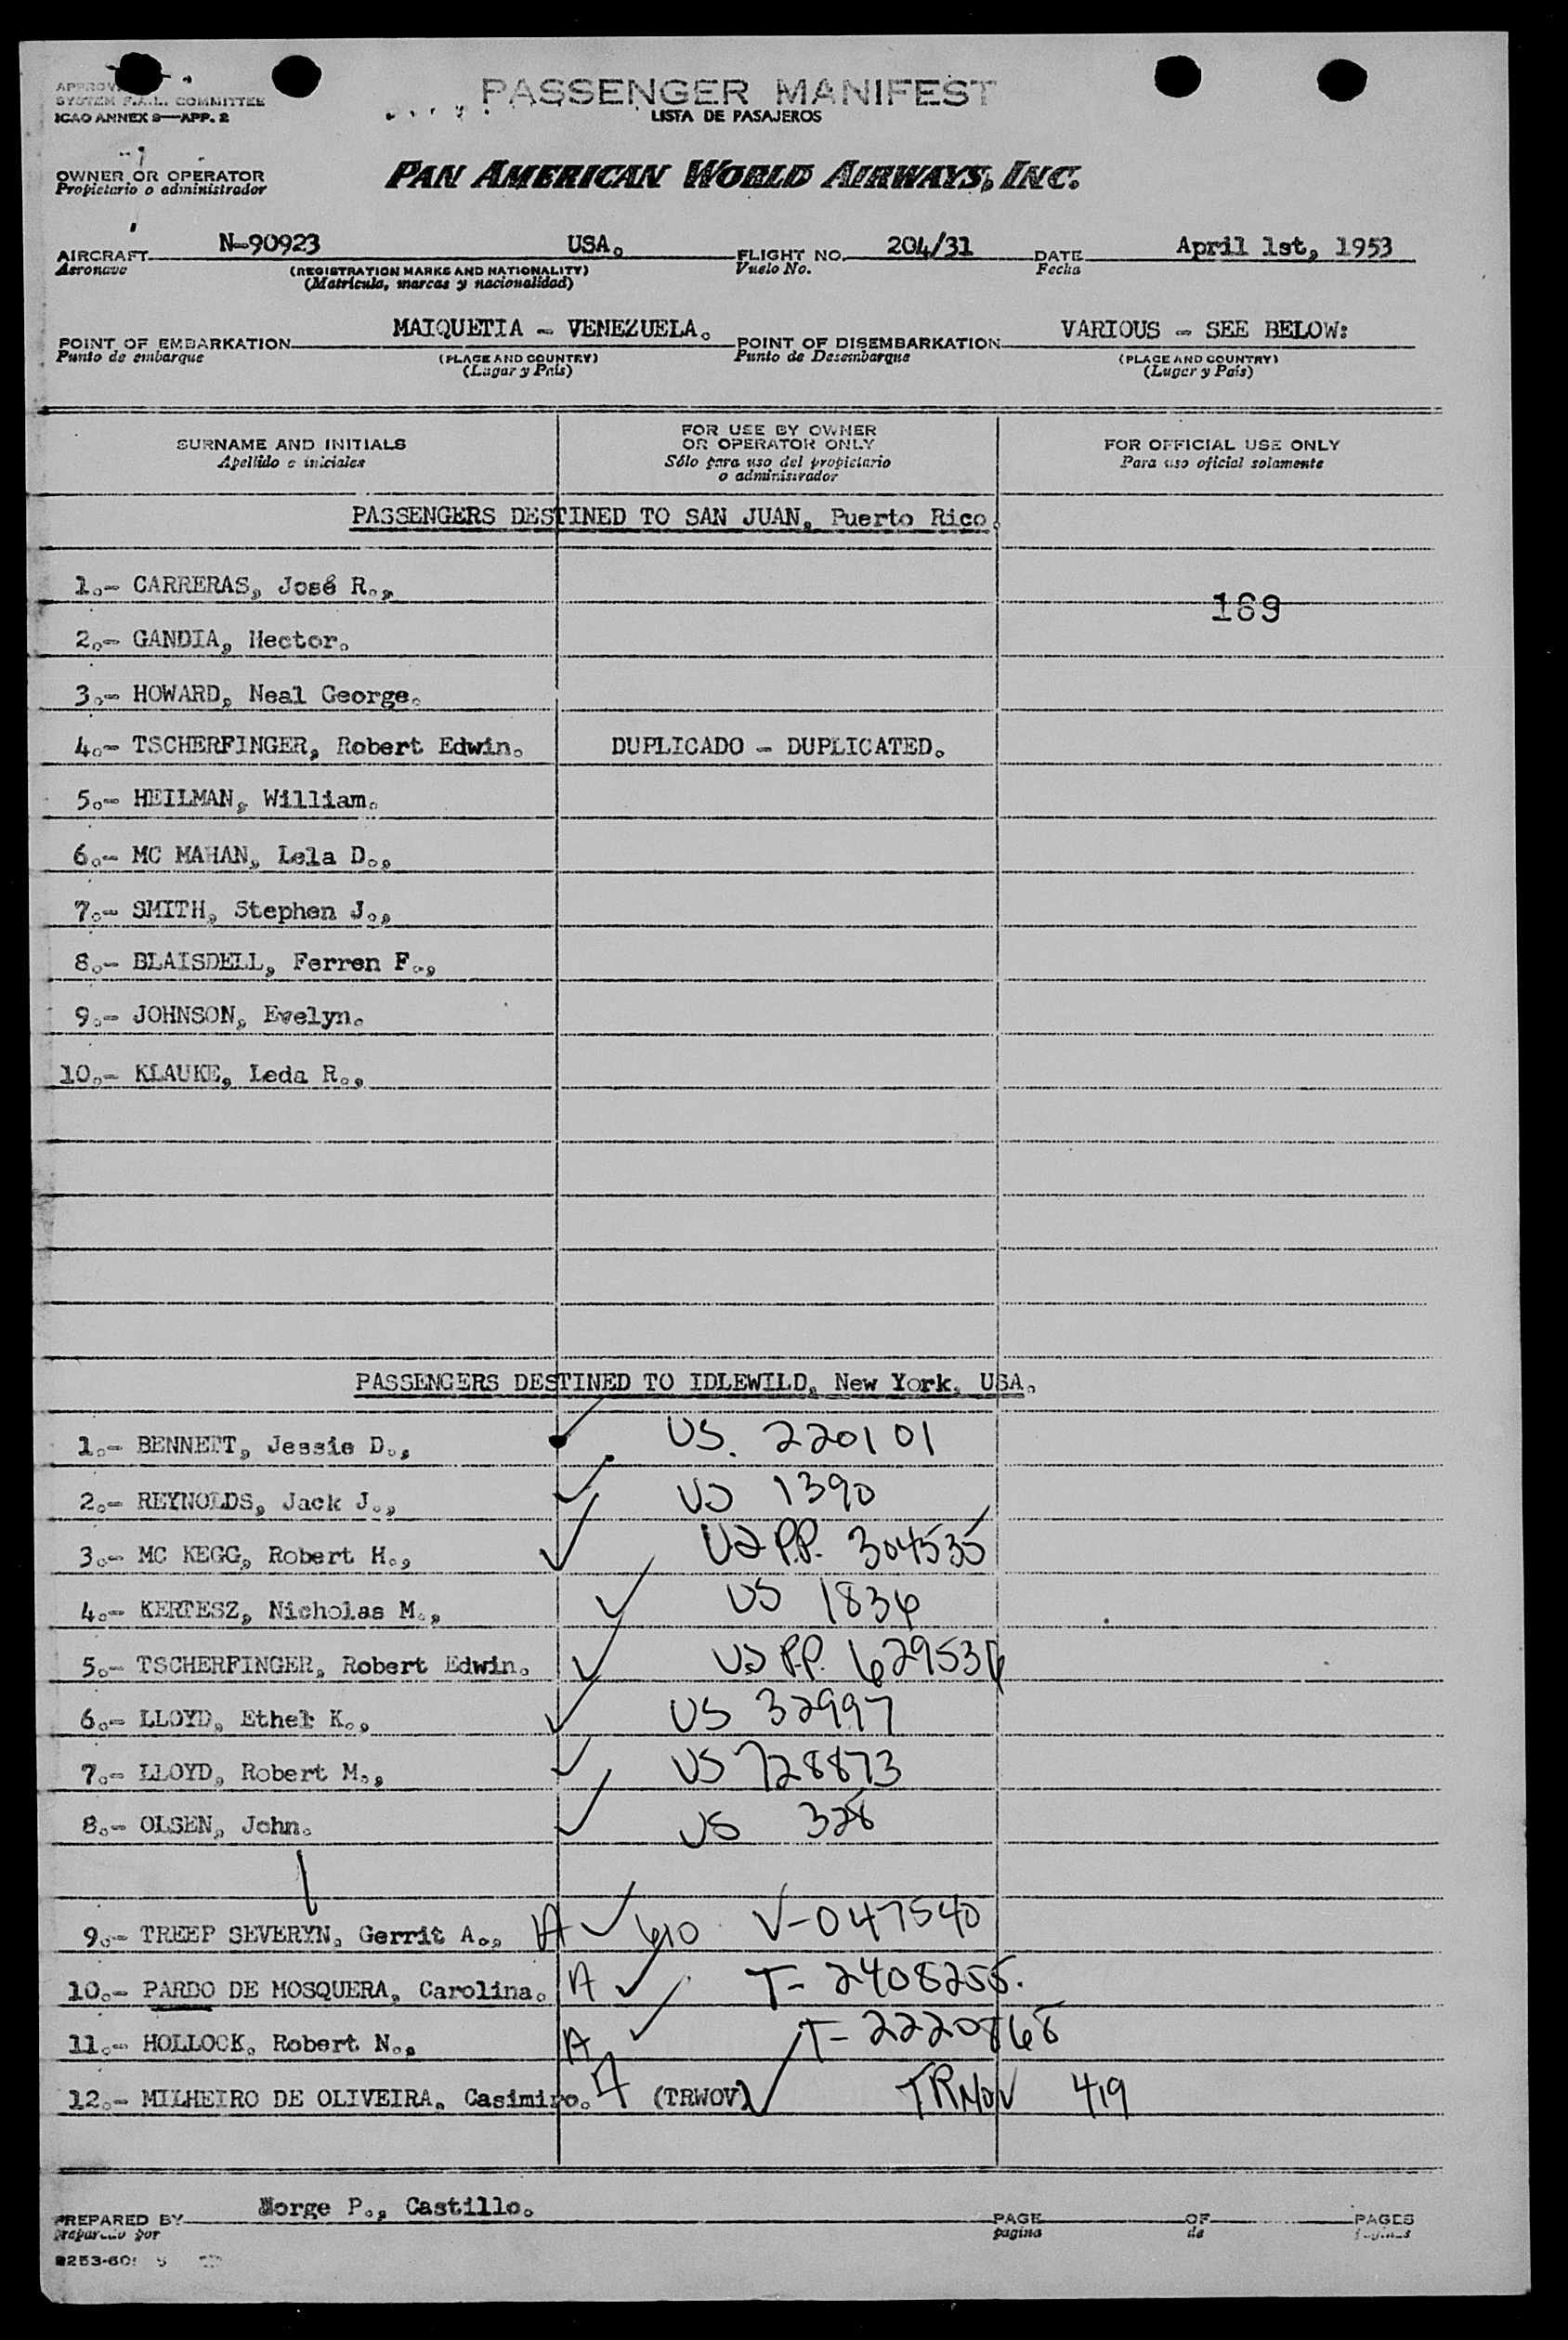 SYSTEM F.A.L. COMMITTEE
ICAO ANNEX 9—APP. 2
PASSENGER MANIFEST
LISTA DE PASAJEROS
OWNER OR OPERATOR
Propietario o administrador
PAN AMERICAN WORLD AIRWAYS, INC.
AIRCRAFT N-90923 USA. FLIGHT NO. 204/31 DATE April 1st, 1953
Aeronave (REGISTRATION MARKS AND NATIONALITY) Vuelo No. Fecha
(Matrícula, marcas y nacionalidad)
POINT OF EMBARKATION MAIQUETIA - VENEZUELA. POINT OF DISEMBARKATION VARIOUS - SEE BELOW:
Punto de embarque (PLACE AND COUNTRY) Punto de Desembarque (PLACE AND COUNTRY)
(Lugar y País) (Lugar y País)
SURNAME AND INITIALS FOR USE BY OWNER OR OPERATOR ONLY FOR OFFICIAL USE ONLY
Apellido e iniciales Sólo para uso del propietario o administrador Para uso oficial solamente
PASSENGERS DESTINED TO SAN JUAN, Puerto Rico.
1.- CARRERAS, José R.,
169
2.- GANDIA, Hector.
3.- HOWARD, Neal George.
4.- TSCHERFINGER, Robert Edwin. DUPLICADO - DUPLICATED.
5.- HEILMAN, William.
6.- MC MAHAN, Lela D.,
7.- SMITH, Stephen J.,
8.- BLAISDELL, Ferren F.,
9.- JOHNSON, Evelyn.
10.- KLAUKE, Leda R.,
PASSENGERS DESTINED TO IDLEWILD, New York, USA.
1.- BENNETT, Jessie D., US. 220101
2.- REYNOLDS, Jack J., US 1390
3.- MC KEGG, Robert H., US P.P. 304535
4.- KERTESZ, Nicholas M., US 1836
5.- TSCHERFINGER, Robert Edwin. US P.P. 629536
6.- LLOYD, Ethel K., US 32997
7.- LLOYD, Robert M., US 728873
8.- OLSEN, John. US 328
9.- TREEP SEVERYN, Gerrit A., A 610 V-047540
10.- PARDO DE MOSQUERA, Carolina. A T-2408256.
11.- HOLLOCK, Robert N., A T-2220868
12.- MILHEIRO DE OLIVEIRA, Casimiro. A (TRWOV) TRWOV 419
PREPARED BY Jorge P., Castillo. PAGE OF PAGES
Preparado por pagina de